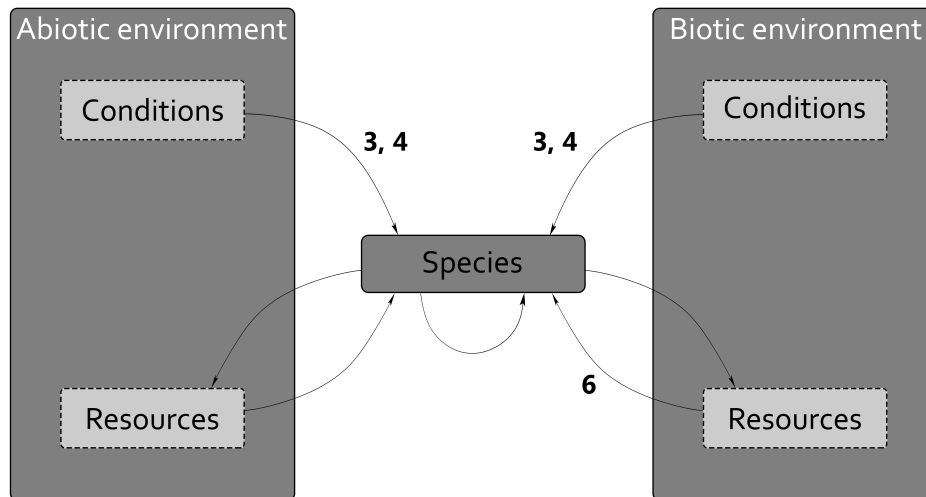 Abiotic environment
Biotic environment
Conditions
Conditions
3, 4
3, 4
Species
6
Resources
Resources